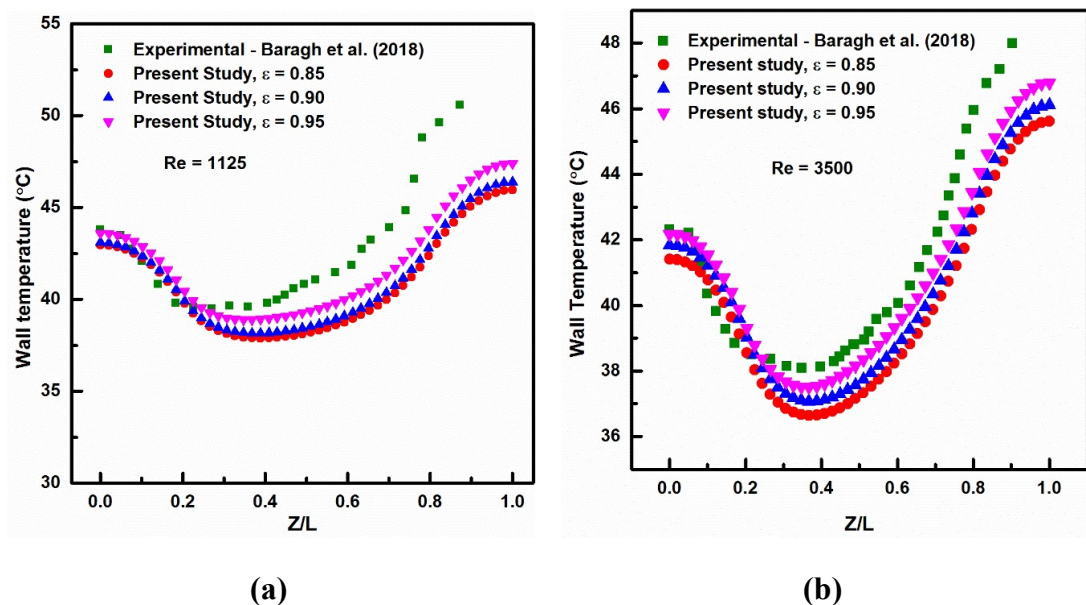 55
50
45
40
35
30
Wall temperature (°C)
Experimental - Baragh et al. (2018)
Present Study, ε = 0.85
Present Study, ε = 0.90
Present Study, ε = 0.95
Re = 1125
0.0 0.2 0.4 0.6 0.8 1.0
Z/L
(a)
48
46
44
42
40
38
36
Wall Temperature (°C)
Experimental - Baragh et al. (2018)
Present study, ε = 0.85
Present study, ε = 0.90
Present study, ε = 0.95
Re = 3500
0.0 0.2 0.4 0.6 0.8 1.0
Z/L
(b)